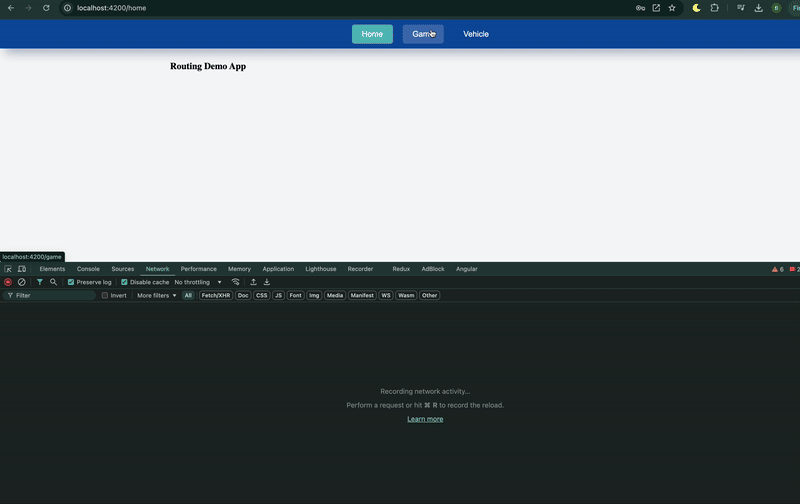 localhost:4200/home
Home Game Vehicle
Routing Demo App
localhost:4200/game
Elements Console Sources Network Performance Memory Application Lighthouse Recorder Redux AdBlock Angular 6 2
Preserve log Disable cache No throttling
Filter Invert More filters All Fetch/XHR Doc CSS JS Font Img Media Manifest WS Wasm Other
Recording network activity...
Perform a request or hit ⌘ R to record the reload.
Learn more